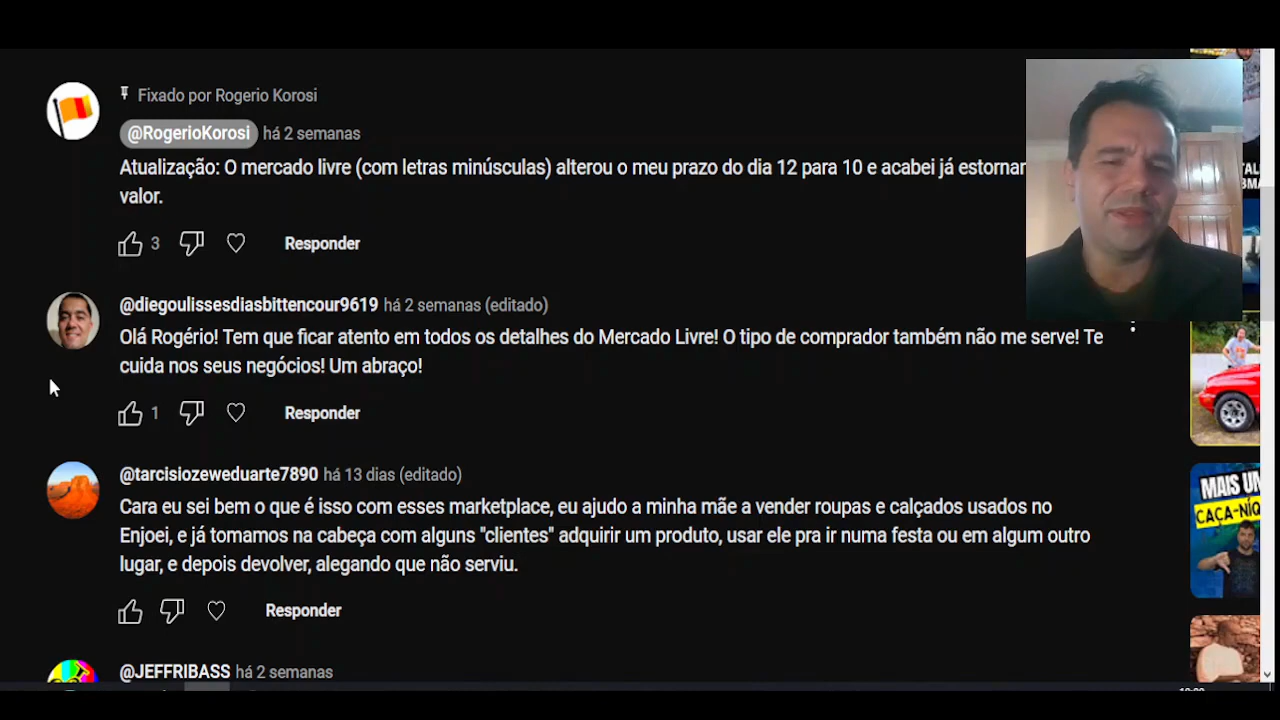 Fixado por Rogerio Korosi
@RogerioKorosi há 2 semanas
Atualização: O mercado livre (com letras minúsculas) alterou o meu prazo do dia 12 para 10 e acabei já estornar
valor.
3 Responder
@diegoulissesdiasbittencour9619 há 2 semanas (editado)
Olá Rogério! Tem que ficar atento em todos os detalhes do Mercado Livre! O tipo de comprador também não me serve! Te
cuida nos seus negócios! Um abraço!
1 Responder
@tarcisiozeweduarte7890 há 13 dias (editado)
Cara eu sei bem o que é isso com esses marketplace, eu ajudo a minha mãe a vender roupas e calçados usados no
Enjoei, e já tomamos na cabeça com alguns "clientes" adquirir um produto, usar ele pra ir numa festa ou em algum outro
lugar, e depois devolver, alegando que não serviu.
Responder
@JEFFRIBASS há 2 semanas
MAIS UM
CAÇA-NÍQ